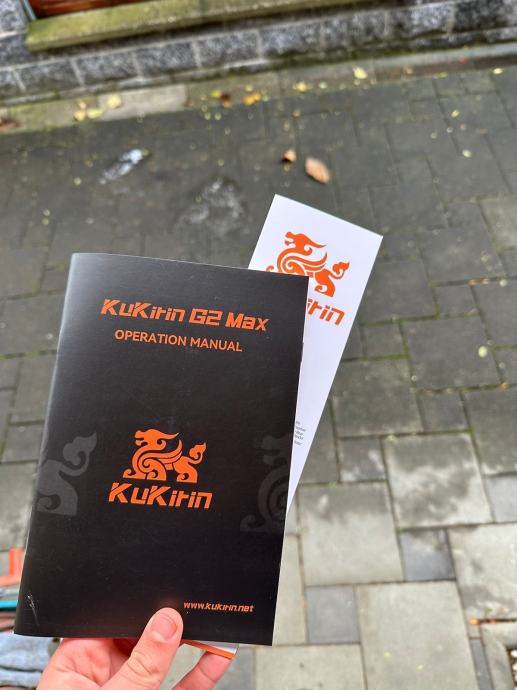 KuKirin G2 Max
OPERATION MANUAL
KuKirin
www.kukirin.net